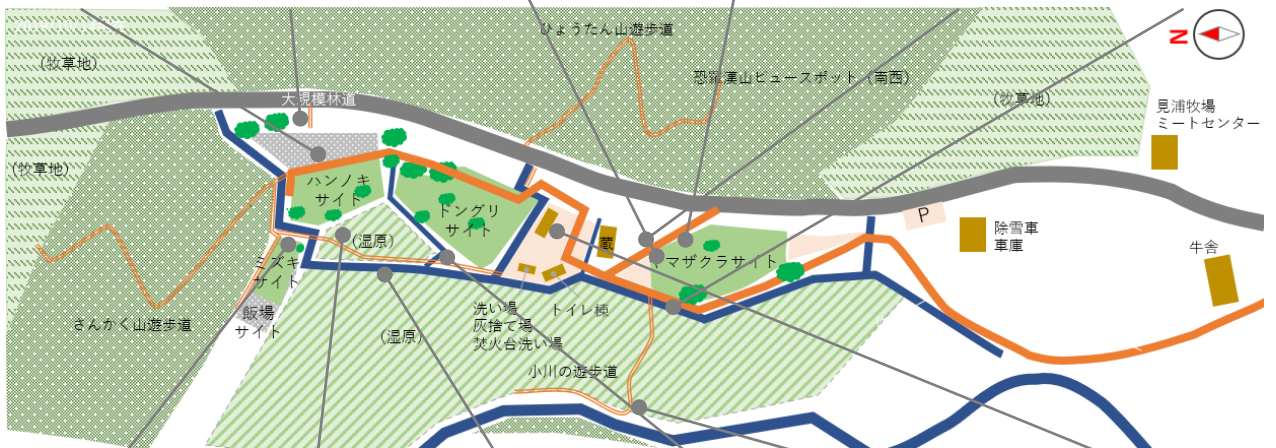 ひょうたん山遊歩道
N
(牧草地)
恐羅漢山ビュースポット(南西)
(牧草地)
大規模林道
見浦牧場
ミートセンター
(牧草地)
ハンノキ
サイト
ドングリ
サイト
P
除雪車
車庫
(湿原)
蔵
ヤマザクラサイト
牛舎
ミズキ
サイト
飯場
サイト
洗い場
灰捨て場
焚火台洗い場
トイレ棟
さんかく山遊歩道
(湿原)
小川の遊歩道